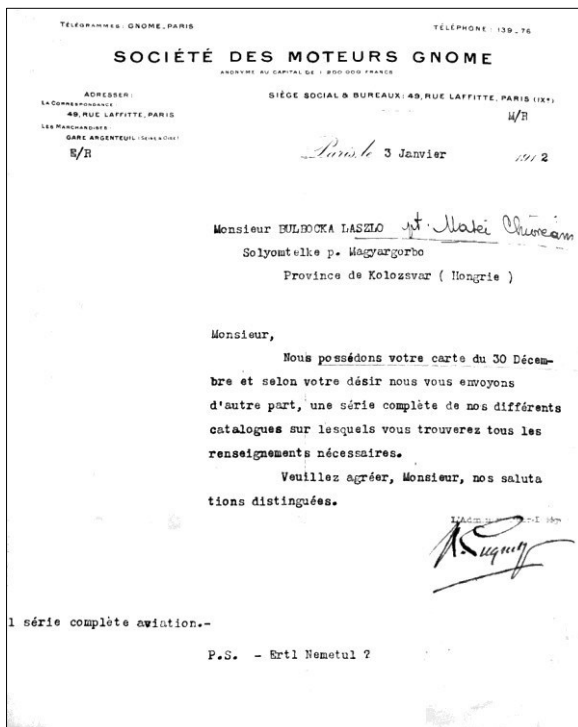 TÉLÉGRAMMES: GNOME_PARIS
TÉLÉPHONE: 139_76
SOCIÉTÉ DES MOTEURS GNOME
ANONYME AU CAPITAL DE 1 200 000 FRANCS
ADRESSER:
LA CORRESPONDANCE
49, RUE LAFFITTE, PARIS
LES MARCHANDISES:
GARE ARGENTEUIL (SEINE & OISE)
SIÈGE SOCIAL & BUREAUX: 49, RUE LAFFITTE, PARIS (IXe)
M/R
E/R
Paris, le 3 Janvier 1912
Monsieur BULBOCKA LASZLO pt. Matei
Solyomtelke p. Magyargorbo
Province de Kolozsvar ( Hongrie )
Monsieur,
Nous possédons votre carte du 30 Décem-
bre et selon votre désir nous vous envoyons
d'autre part, une série complète de nos différents
catalogues sur lesquels vous trouverez tous les
renseignements nécessaires.
Veuillez agréer, Monsieur, nos saluta
tions distinguées.
1 série complète aviation.-
P.S. - Ertl Nemetul ?